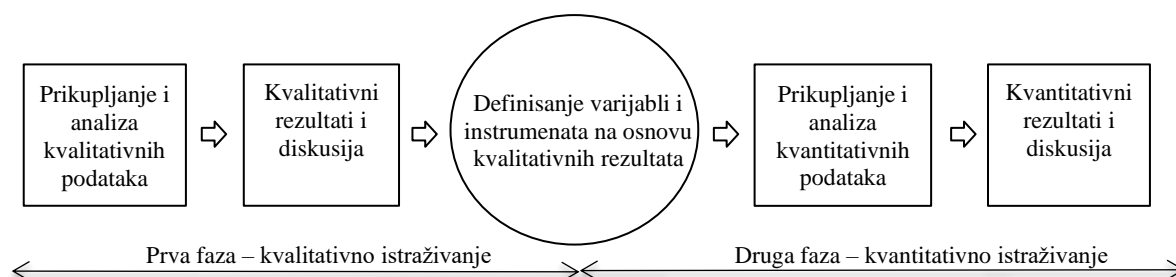 Prikupljanje i
analiza
kvalitativnih
podataka
Kvalitativni
rezultati i
diskusija
Definisanje varijabli i
instrumenata na osnovu
kvalitativnih rezultata
Prikupljanje i
analiza
kvantitativnih
podataka
Kvantitativni
rezultati i
diskusija
Prva faza – kvalitativno istraživanje
Druga faza – kvantitativno istraživanje